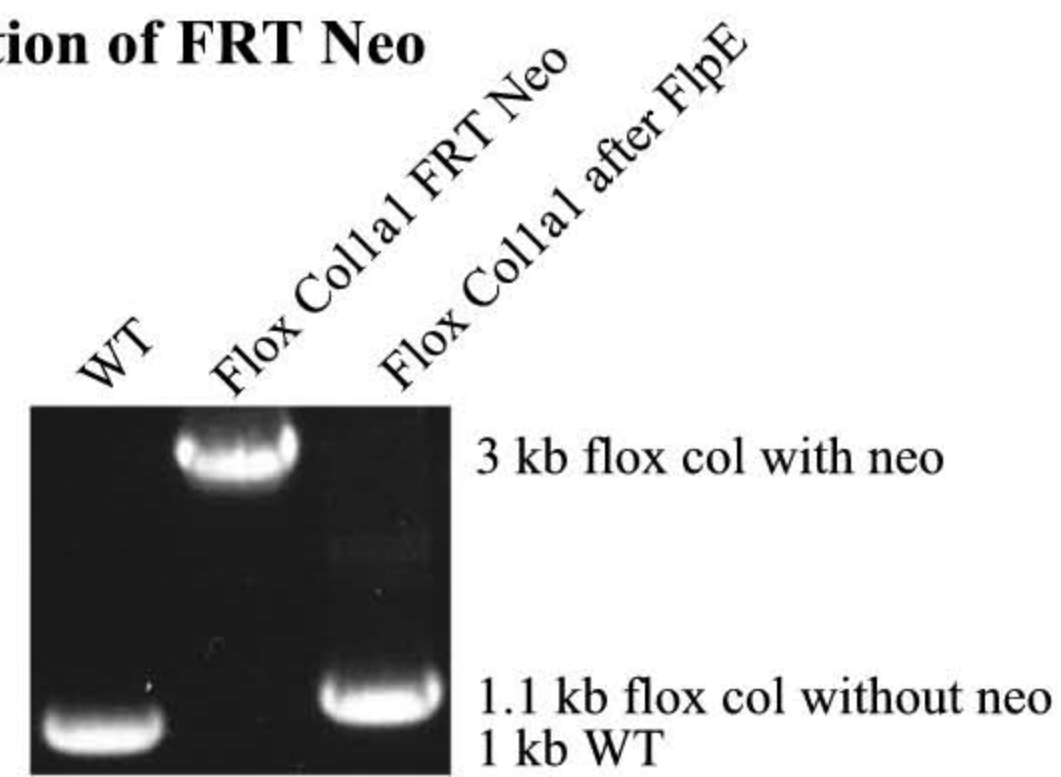 tion of FRT Neo
WT
Flox Col1a1 FRT Neo
Flox Col1a1 after FlpE
3 kb flox col with neo
1.1 kb flox col without neo
1 kb WT